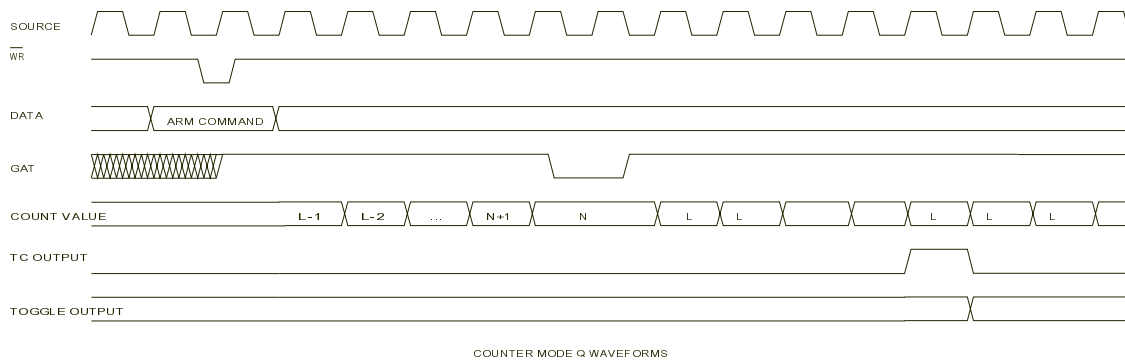 SOURCE
WR
DATA
ARM COMMAND
GAT
COUNT VALUE L-1 L-2 ... N+1 N L L L L L
TC OUTPUT
TOGGLE OUTPUT
COUNTER MODE Q WAVEFORMS